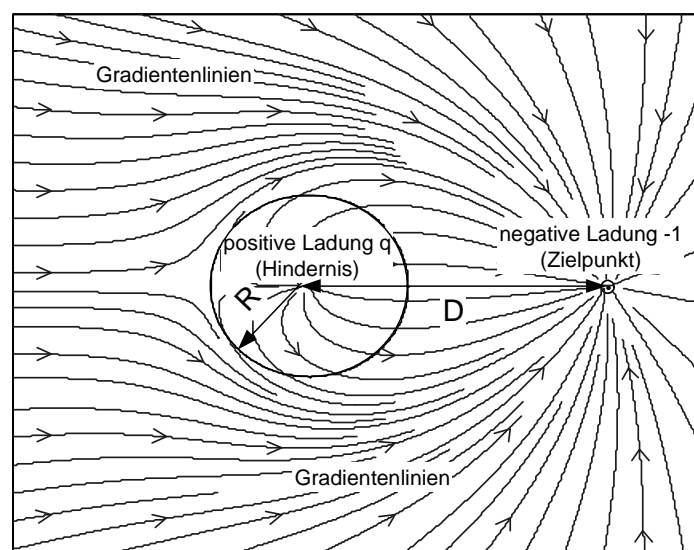 Gradientenlinien
positive Ladung q
(Hindernis)
negative Ladung -1
(Zielpunkt)
R
D
Gradientenlinien